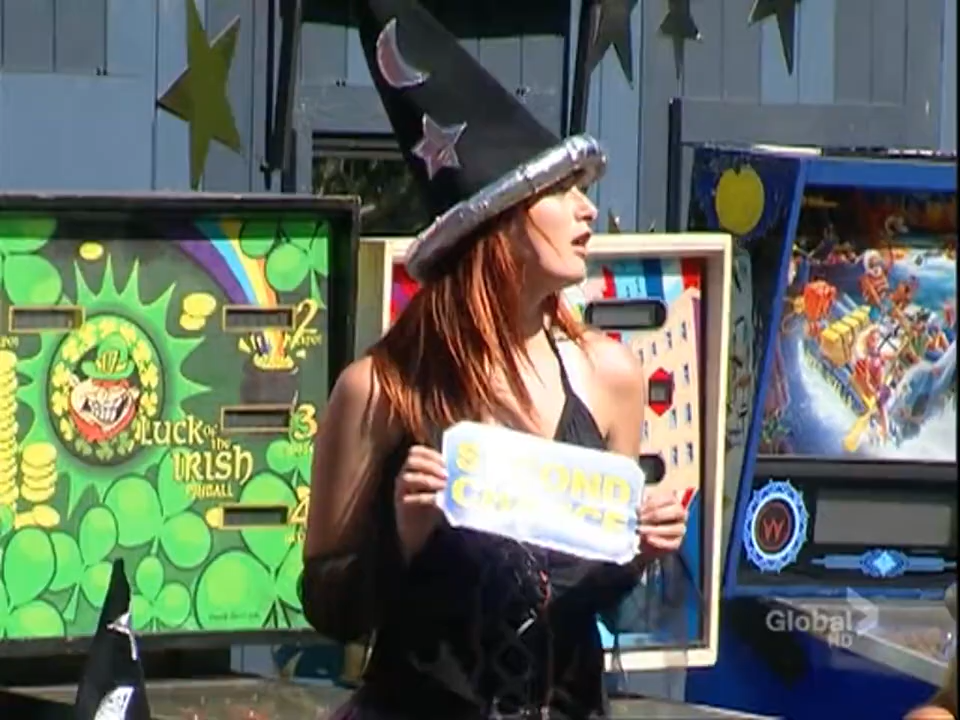 2
3
LUCK of the IRISH
PINBALL
4
SECOND
CHANCE
W
Global
HD